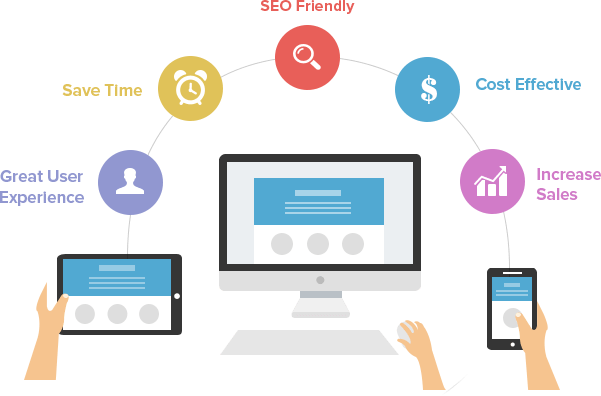 SEO Friendly
Save Time
$
Cost Effective
Great User
Experience
Increase
Sales